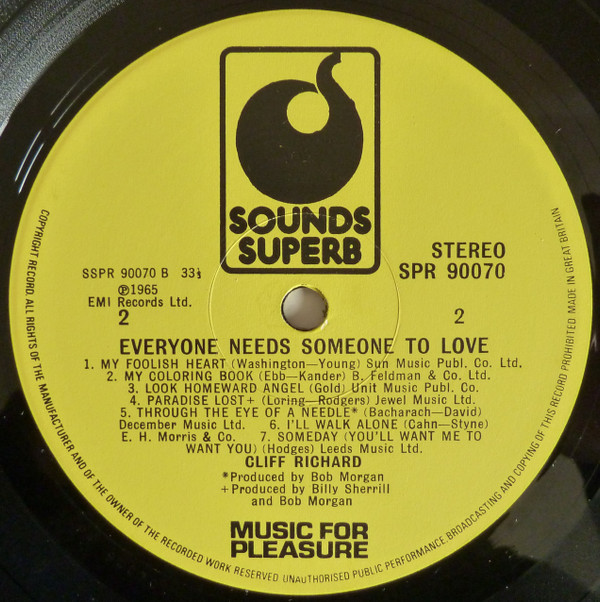 SOUNDS
SUPERB
STEREO
SPR 90070
SSPR 90070 B 33⅓
℗1965
EMI Records Ltd.
2
2
EVERYONE NEEDS SOMEONE TO LOVE
1. MY FOOLISH HEART (Washington—Young) Sun Music Publ. Co. Ltd.
2. MY COLORING BOOK (Ebb—Kander) B. Feldman & Co. Ltd.
3. LOOK HOMEWARD ANGEL (Gold) Unit Music Publ. Co.
4. PARADISE LOST+ (Loring—Rodgers) Jewel Music Ltd.
5. THROUGH THE EYE OF A NEEDLE* (Bacharach—David)
December Music Ltd. 6. I'LL WALK ALONE (Cahn—Styne)
E. H. Morris & Co. 7. SOMEDAY (YOU'LL WANT ME TO
WANT YOU) (Hodges) Leeds Music Ltd.
CLIFF RICHARD
*Produced by Bob Morgan
+Produced by Billy Sherrill
and Bob Morgan
MUSIC FOR
PLEASURE
COPYRIGHT RECORD. ALL RIGHTS OF THE MANUFACTURER AND OF THE OWNER OF THE RECORDED WORK RESERVED UNAUTHORISED PUBLIC PERFORMANCE, BROADCASTING AND COPYING OF THIS RECORD PROHIBITED MADE IN GREAT BRITAIN